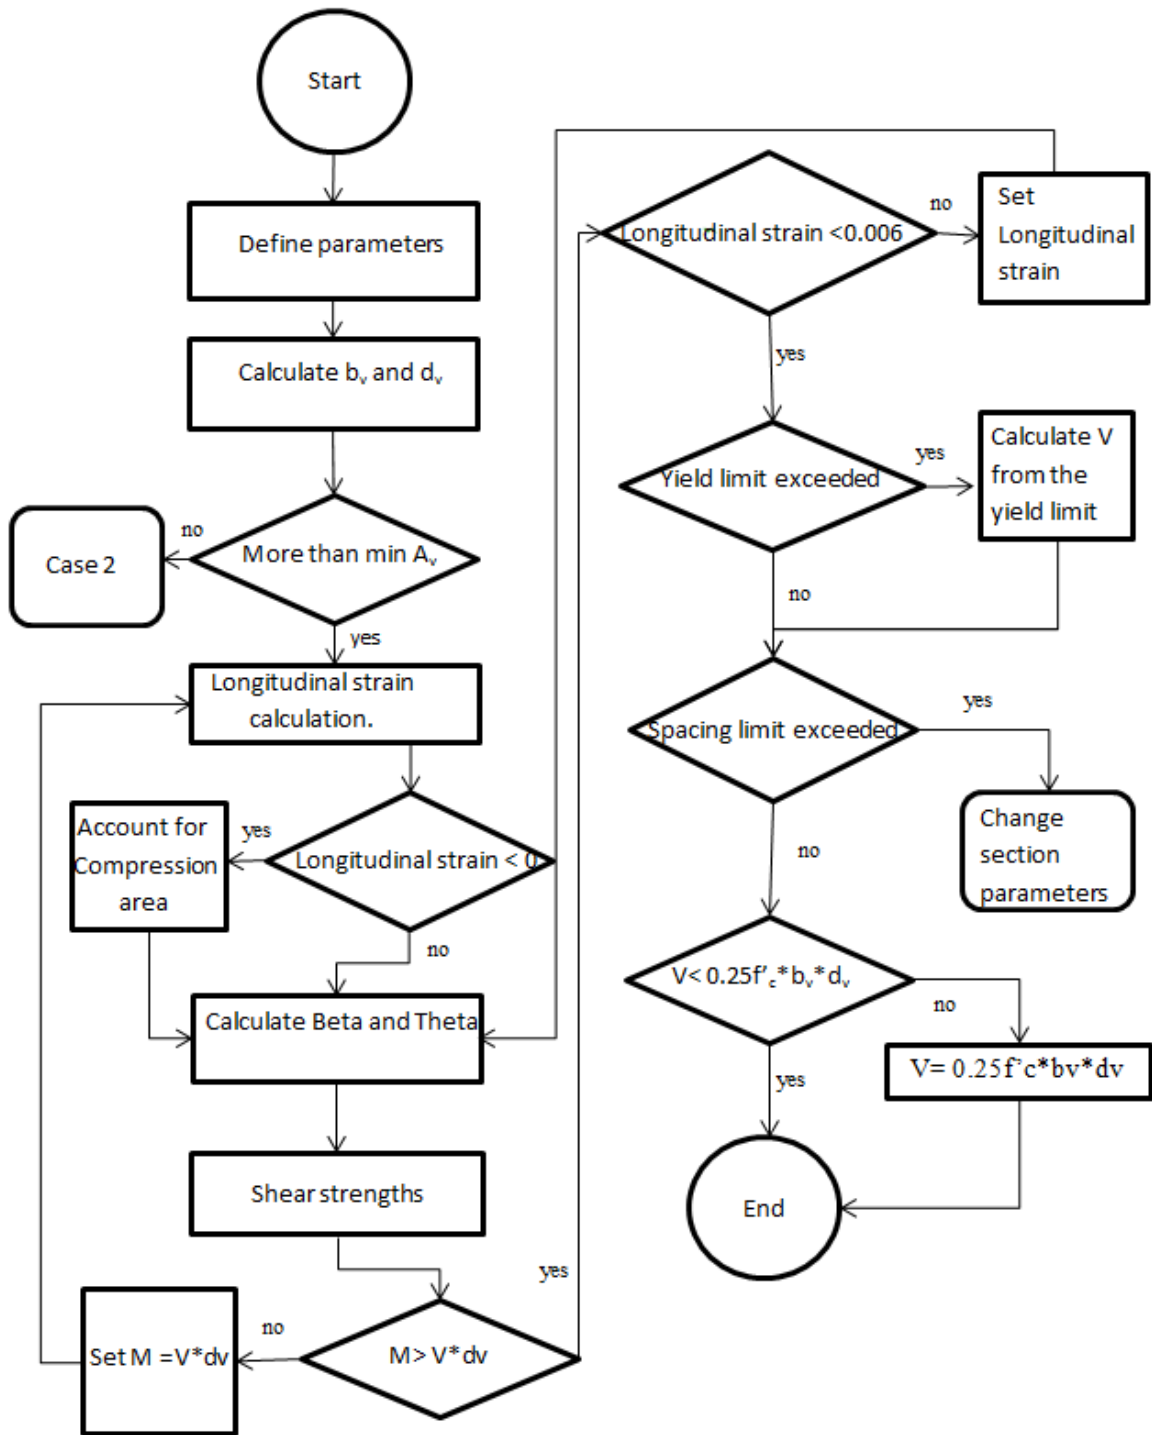 Start
Define parameters
Calculate bᵥ and dᵥ
More than min Aᵥ
no
Case 2
yes
Longitudinal strain
calculation.
Longitudinal strain < 0
yes
Account for
Compression
area
no
Calculate Beta and Theta
Shear strengths
M> V*dv
no
Set M =V*dv
yes
Longitudinal strain <0.006
no
Set
Longitudinal
strain
yes
Yield limit exceeded
yes
Calculate V
from the
yield limit
no
Spacing limit exceeded
yes
Change
section
parameters
no
V< 0.25f'c*bᵥ*dᵥ
no
V= 0.25f'c*bv*dv
yes
End